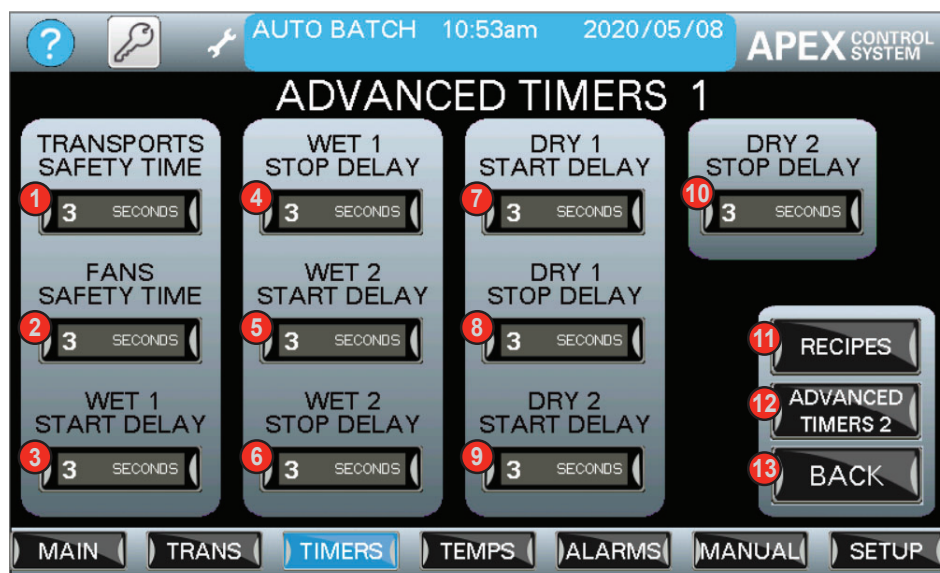 ?
AUTO BATCH 10:53am 2020/05/08
APEX CONTROL SYSTEM
ADVANCED TIMERS 1
TRANSPORTS
SAFETY TIME
1
3 SECONDS
FANS
SAFETY TIME
2
3 SECONDS
WET 1
START DELAY
3
3 SECONDS
WET 1
STOP DELAY
4
3 SECONDS
WET 2
START DELAY
5
3 SECONDS
WET 2
STOP DELAY
6
3 SECONDS
DRY 1
START DELAY
7
3 SECONDS
DRY 1
STOP DELAY
8
3 SECONDS
DRY 2
START DELAY
9
3 SECONDS
DRY 2
STOP DELAY
10
3 SECONDS
11
RECIPES
12
ADVANCED
TIMERS 2
13
BACK
MAIN TRANS TIMERS TEMPS ALARMS MANUAL SETUP